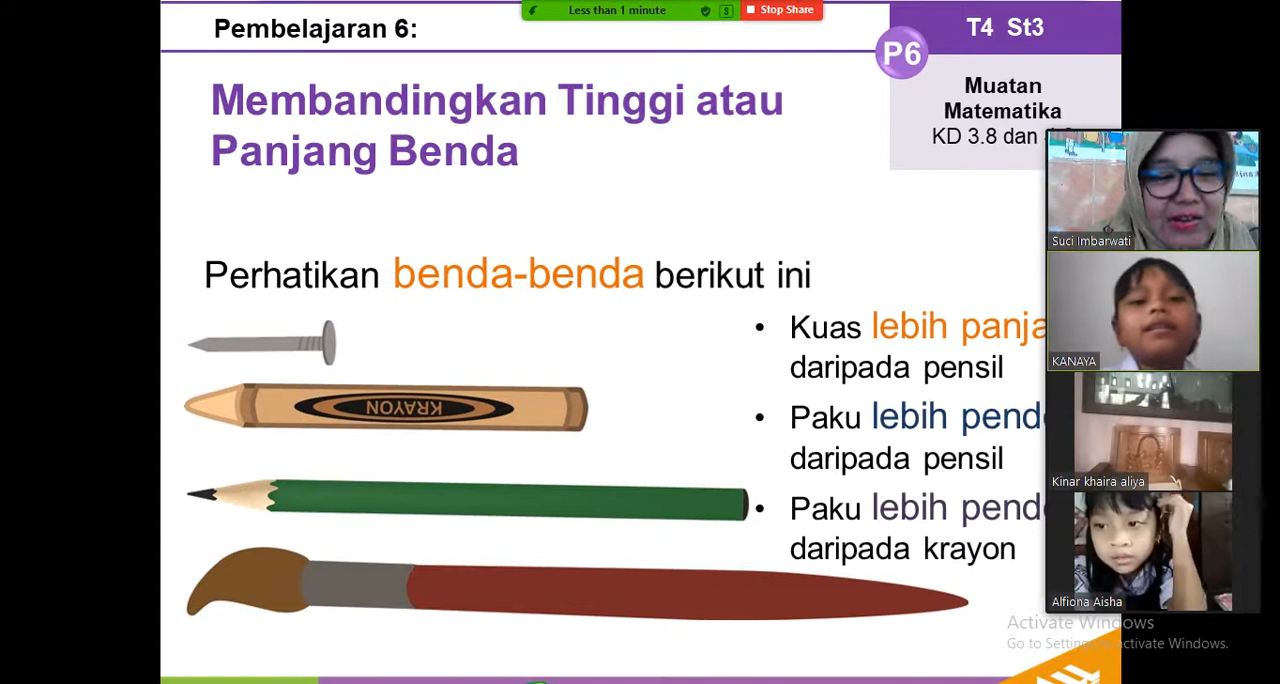 Less than 1 minute
S
Stop Share
Pembelajaran 6:
T4 St3
P6
Muatan
Matematika
KD 3.8 dan
Membandingkan Tinggi atau
Panjang Benda
Perhatikan benda-benda berikut ini
KRAYON
• Kuas lebih panja
daripada pensil
• Paku lebih pend
daripada pensil
• Paku lebih pend
daripada krayon
Suci Imbarwati
KANAYA
Kinar khaira aliya
Alfiona Aisha
Activate Windows
Go to Settings to activate Windows.